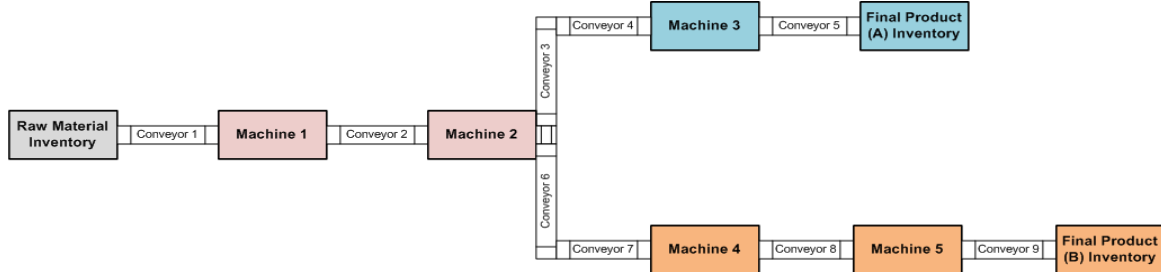 Conveyor 4
Machine 3
Conveyor 5
Final Product
(A) Inventory
Conveyor 3
Raw Material
Inventory
Conveyor 1
Machine 1
Conveyor 2
Machine 2
Conveyor 6
Conveyor 7
Machine 4
Conveyor 8
Machine 5
Conveyor 9
Final Product
(B) Inventory